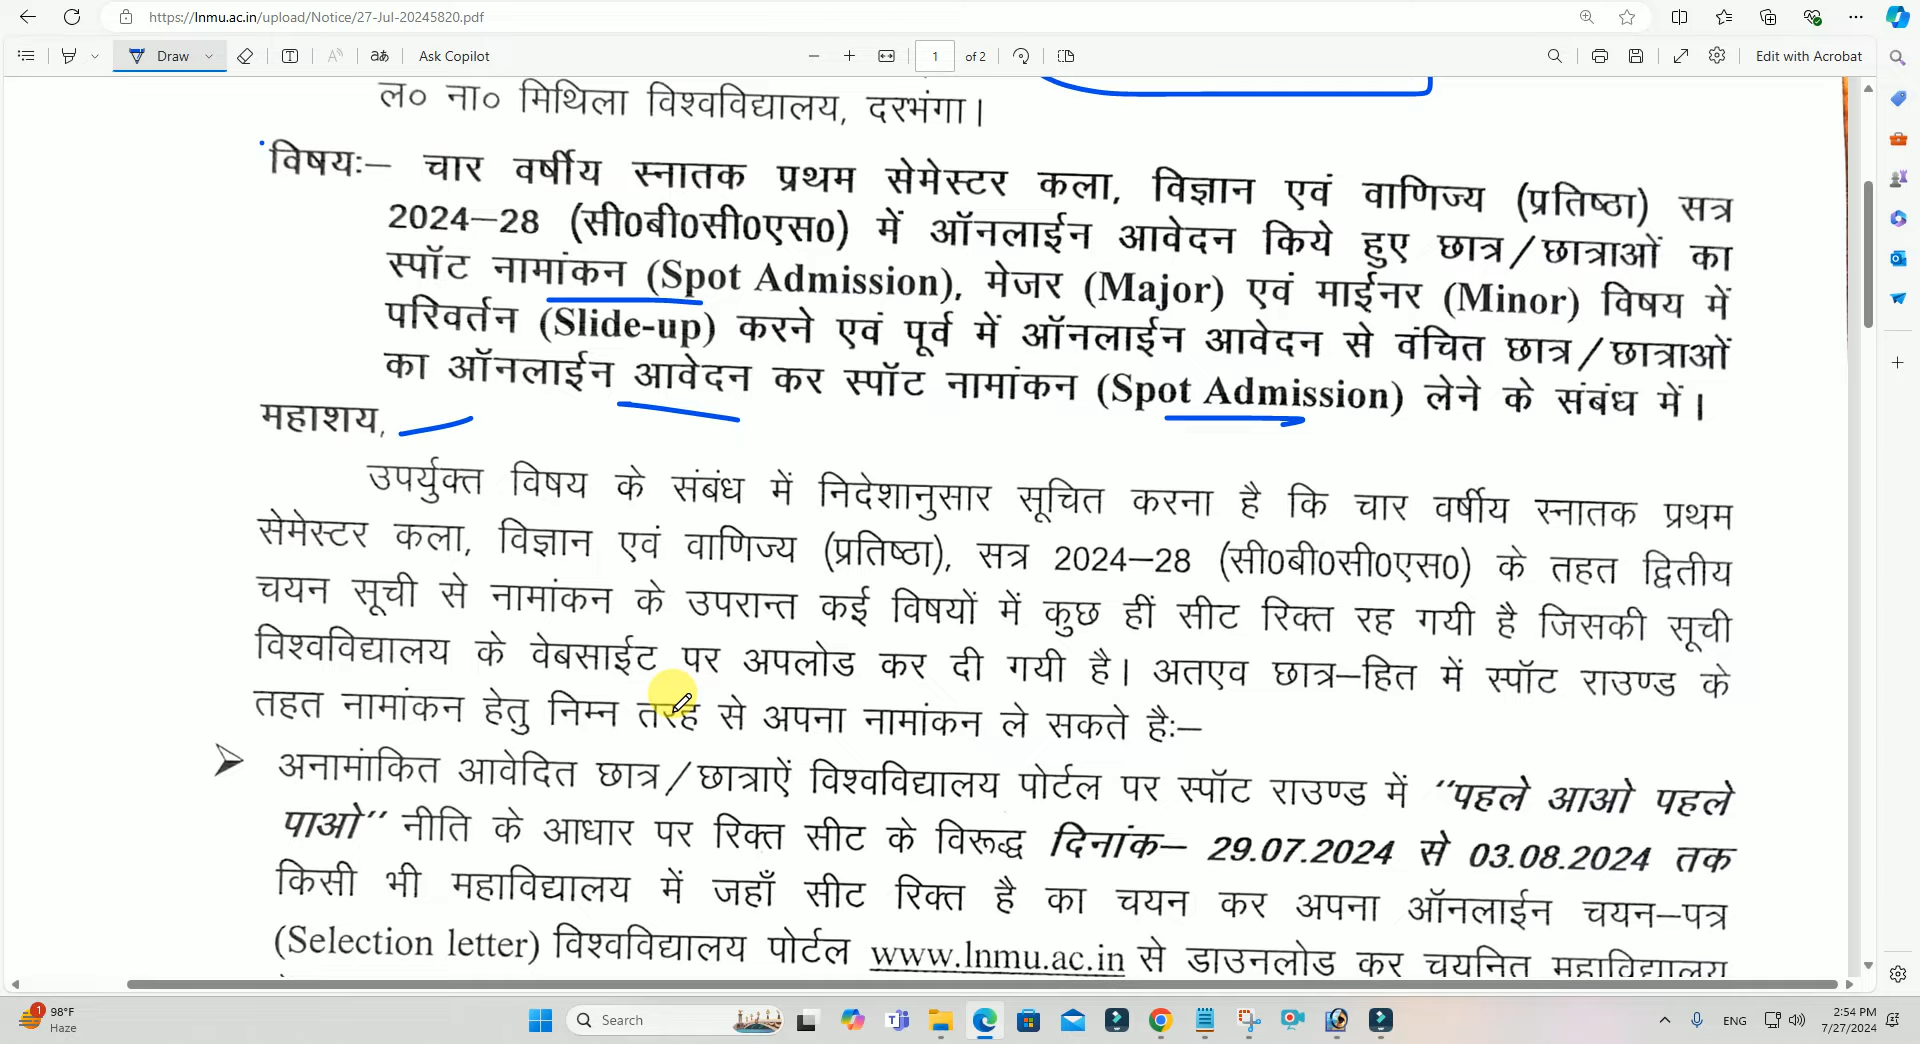 https://lnmu.ac.in/upload/Notice/27-Jul-20245820.pdf
Draw
Ask Copilot
1 of 2
Edit with Acrobat
ल० ना० मिथिला विश्वविद्यालय, दरभंगा।
विषयः— चार वर्षीय स्नातक प्रथम सेमेस्टर कला, विज्ञान एवं वाणिज्य (प्रतिष्ठा) सत्र
2024—28 (सी0बी0सी0एस0) में ऑनलाईन आवेदन किये हुए छात्र/छात्राओं का
स्पॉट नामांकन (Spot Admission), मेजर (Major) एवं माईनर (Minor) विषय में
परिवर्तन (Slide-up) करने एवं पूर्व में ऑनलाईन आवेदन से वंचित छात्र/छात्राओं
का ऑनलाईन आवेदन कर स्पॉट नामांकन (Spot Admission) लेने के संबंध में।
महाशय,
उपर्युक्त विषय के संबंध में निदेशानुसार सूचित करना है कि चार वर्षीय स्नातक प्रथम
सेमेस्टर कला, विज्ञान एवं वाणिज्य (प्रतिष्ठा), सत्र 2024—28 (सी0बी0सी0एस0) के तहत द्वितीय
चयन सूची से नामांकन के उपरान्त कई विषयों में कुछ हीं सीट रिक्त रह गयी है जिसकी सूची
विश्वविद्यालय के वेबसाईट पर अपलोड कर दी गयी है। अतएव छात्र—हित में स्पॉट राउण्ड के
तहत नामांकन हेतु निम्न तरह से अपना नामांकन ले सकते हैः—
➤ अनामांकित आवेदित छात्र/छात्राऐं विश्वविद्यालय पोर्टल पर स्पॉट राउण्ड में "पहले आओ पहले
पाओ" नीति के आधार पर रिक्त सीट के विरूद्ध दिनांक— 29.07.2024 से 03.08.2024 तक
किसी भी महाविद्यालय में जहाँ सीट रिक्त है का चयन कर अपना ऑनलाईन चयन—पत्र
(Selection letter) विश्वविद्यालय पोर्टल www.lnmu.ac.in से डाउनलोड कर चयनित महाविद्यालय
1
98°F
Haze
Search
ENG
2:54 PM
7/27/2024